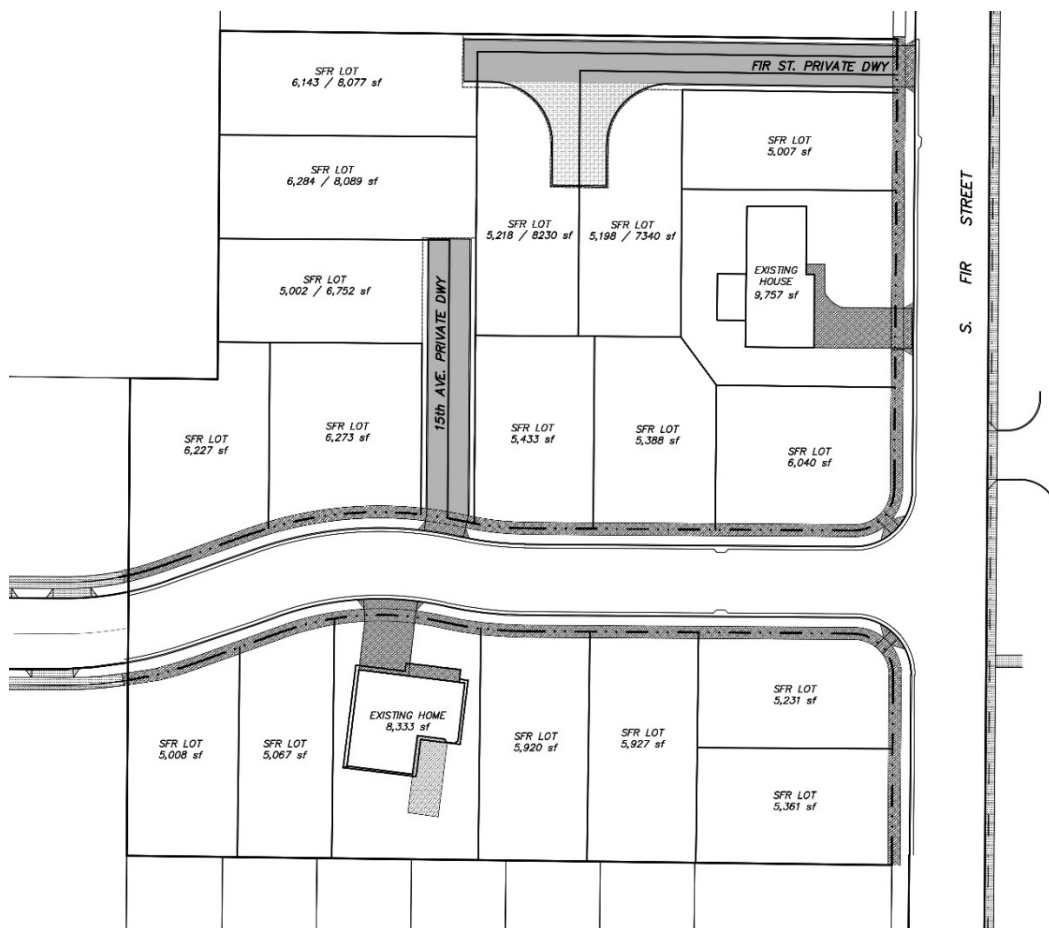 FIR ST. PRIVATE DWY
SFR LOT
6,143 / 8,077 sf
SFR LOT
5,007 sf
SFR LOT
6,284 / 8,089 sf
S. FIR STREET
SFR LOT
5,218 / 8230 sf
SFR LOT
5,198 / 7340 sf
EXISTING
HOUSE
9,757 sf
SFR LOT
5,002 / 6,752 sf
15th AVE. PRIVATE DWY
SFR LOT
6,227 sf
SFR LOT
6,273 sf
SFR LOT
5,433 sf
SFR LOT
5,388 sf
SFR LOT
6,040 sf
SFR LOT
5,231 sf
EXISTING HOME
8,333 sf
SFR LOT
5,008 sf
SFR LOT
5,067 sf
SFR LOT
5,920 sf
SFR LOT
5,927 sf
SFR LOT
5,361 sf